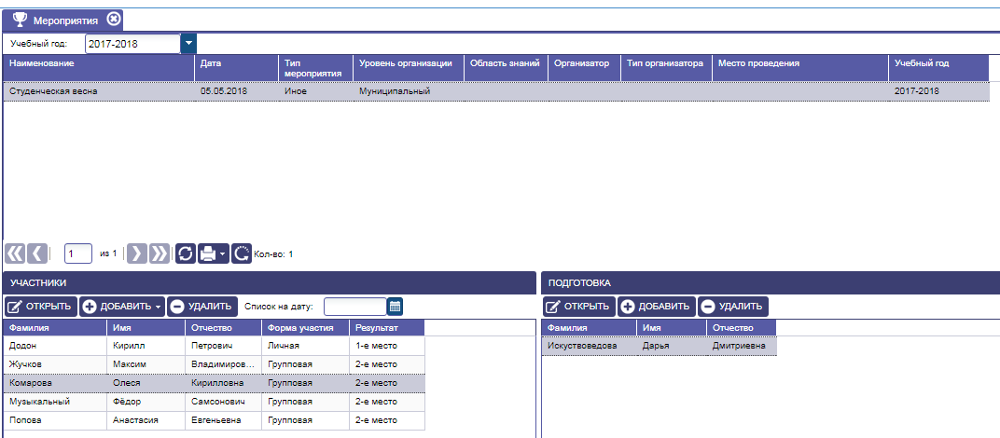 Мероприятия
Учебный год: 2017-2018
Наименование Дата Тип мероприятия Уровень организации Область знаний Организатор Тип организатора Место проведения Учебный год
Студенческая весна 05.05.2018 Иное Муниципальный 2017-2018
1 из 1 Кол-во: 1
УЧАСТНИКИ
ОТКРЫТЬ ДОБАВИТЬ УДАЛИТЬ Список на дату:
Фамилия Имя Отчество Форма участия Результат
Додон Кирилл Петрович Личная 1-е место
Жучков Максим Владимиров... Групповая 2-е место
Комарова Олеся Кирилловна Групповая 2-е место
Музыкальный Фёдор Самсонович Групповая 2-е место
Попова Анастасия Евгеньевна Групповая 2-е место
ПОДГОТОВКА
ОТКРЫТЬ ДОБАВИТЬ УДАЛИТЬ
Фамилия Имя Отчество
Искуствоведова Дарья Дмитриевна